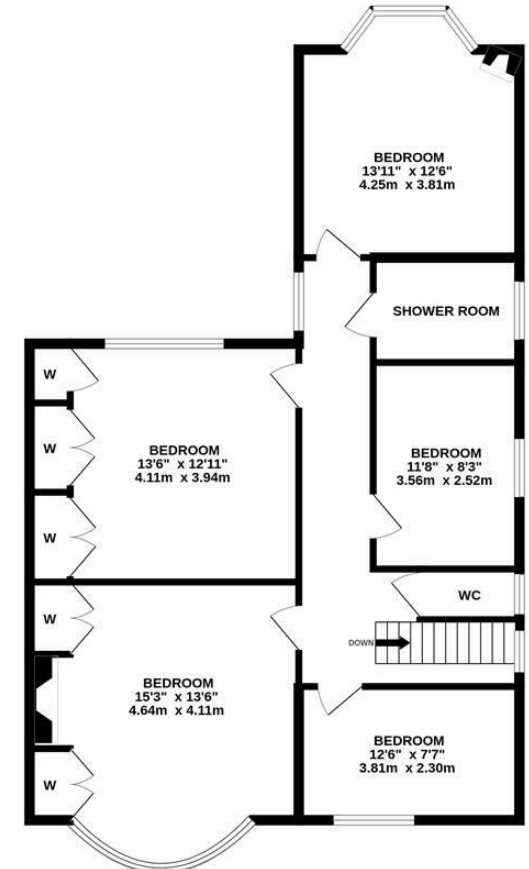 BEDROOM
13'11" x 12'6"
4.25m x 3.81m
SHOWER ROOM
W
W
W
BEDROOM
13'6" x 12'11"
4.11m x 3.94m
BEDROOM
11'8" x 8'3"
3.56m x 2.52m
WC
DOWN
W
BEDROOM
15'3" x 13'6"
4.64m x 4.11m
W
BEDROOM
12'6" x 7'7"
3.81m x 2.30m